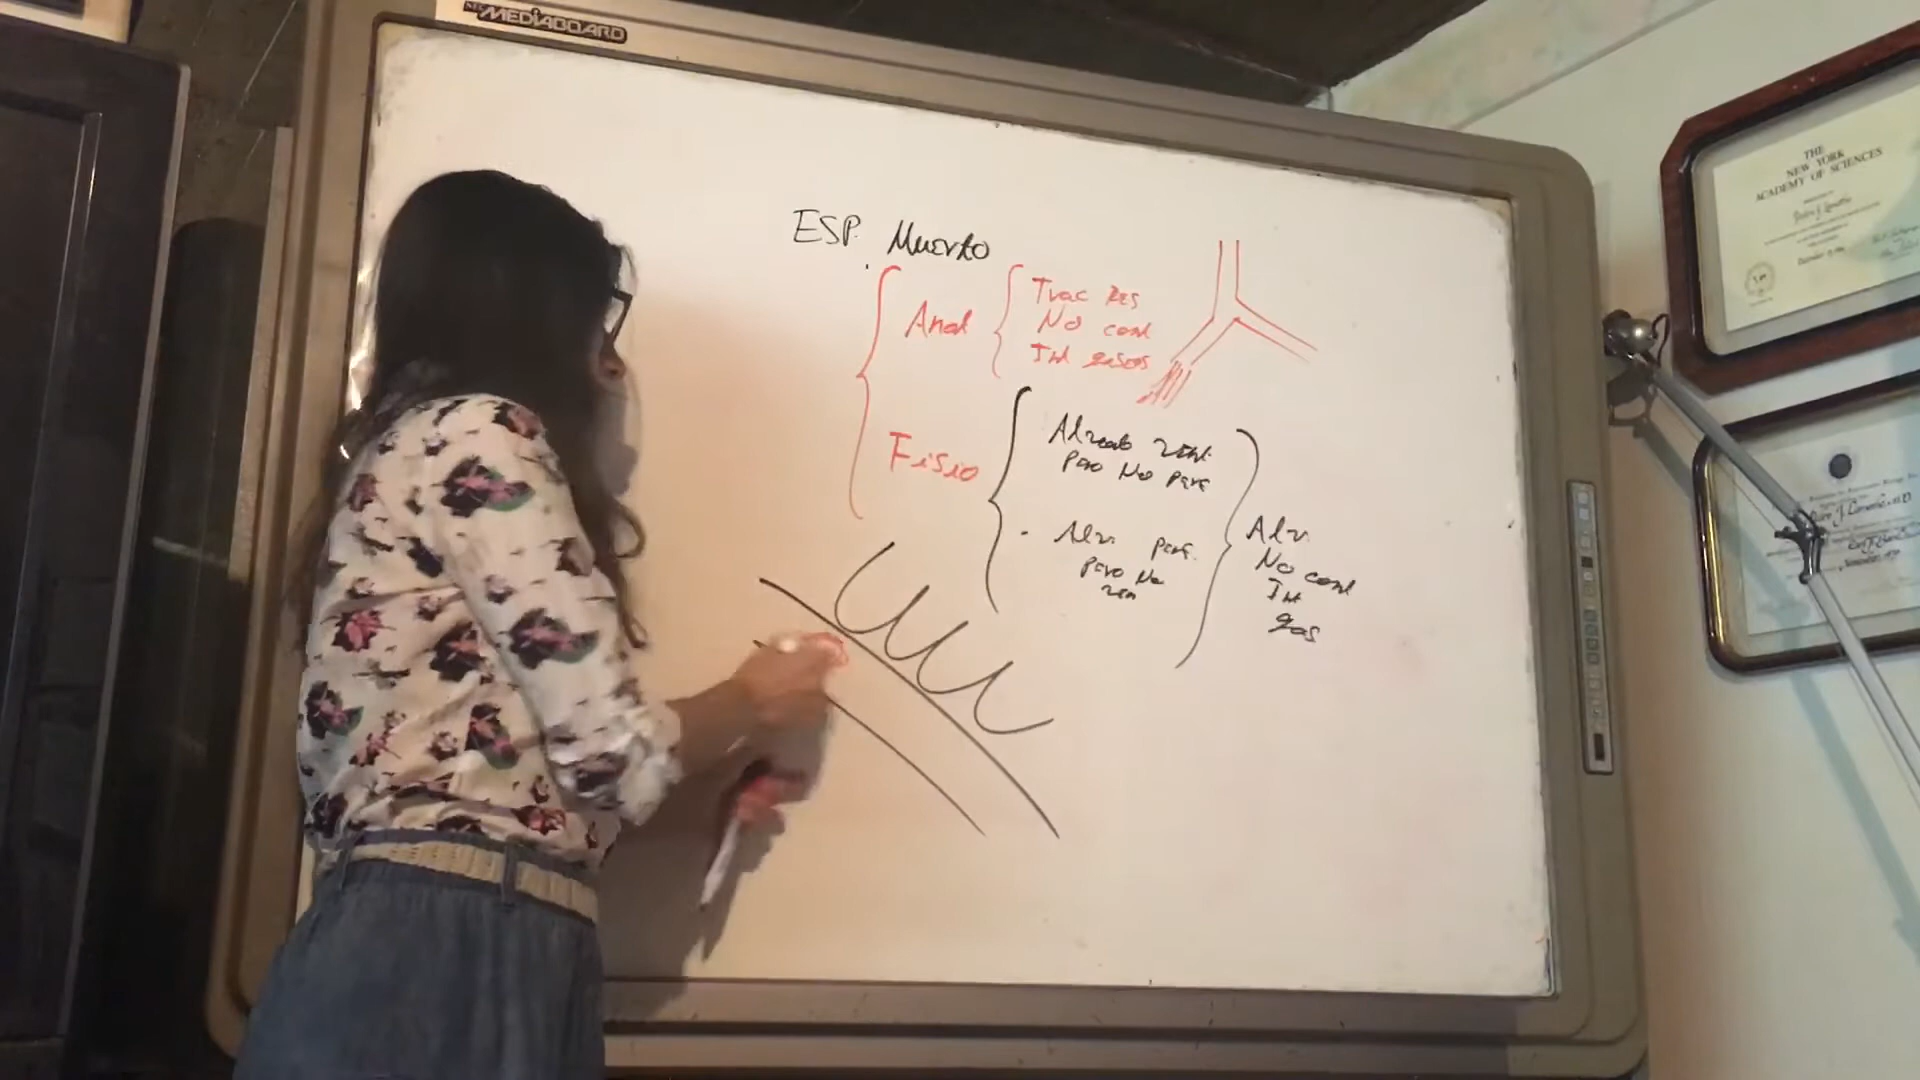 MEDIABOARD
ESP. Muerto
Anat
Trac Res
No cont
Int gases
Fisio
Alveolo vent.
pero No perf
- Alv. perf.
pero No
ven
Alv.
No cont
Int
gas
THE
NEW YORK
ACADEMY OF SCIENCES